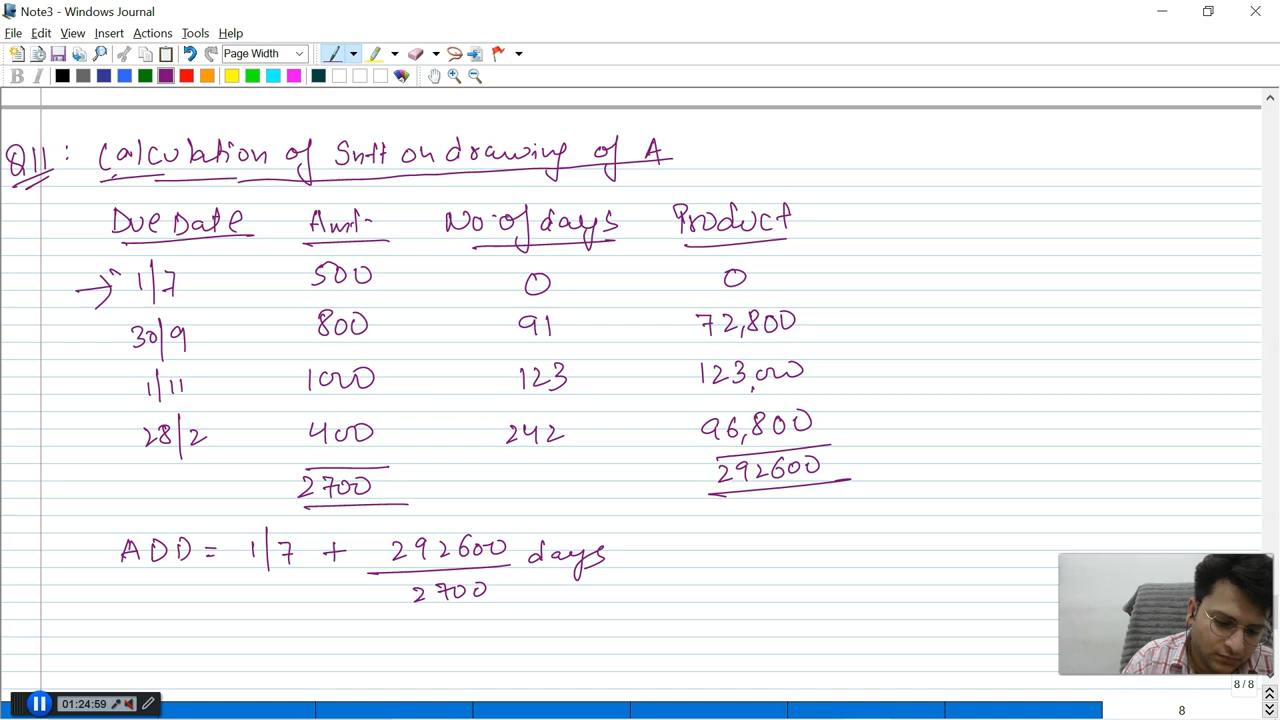 Note3 - Windows Journal
File Edit View Insert Actions Tools Help
Page Width
B I
Q11 : Calculation of Intt on drawing of A
Due Date Amt. No. of days Product
→ 1/7 500 0 0
30/9 800 91 72,800
1/11 1000 123 123,000
28/2 400 242 96,800
2700 292600
ADD = 1/7 + 292600 days
2700
8 / 8
01:24:59
8